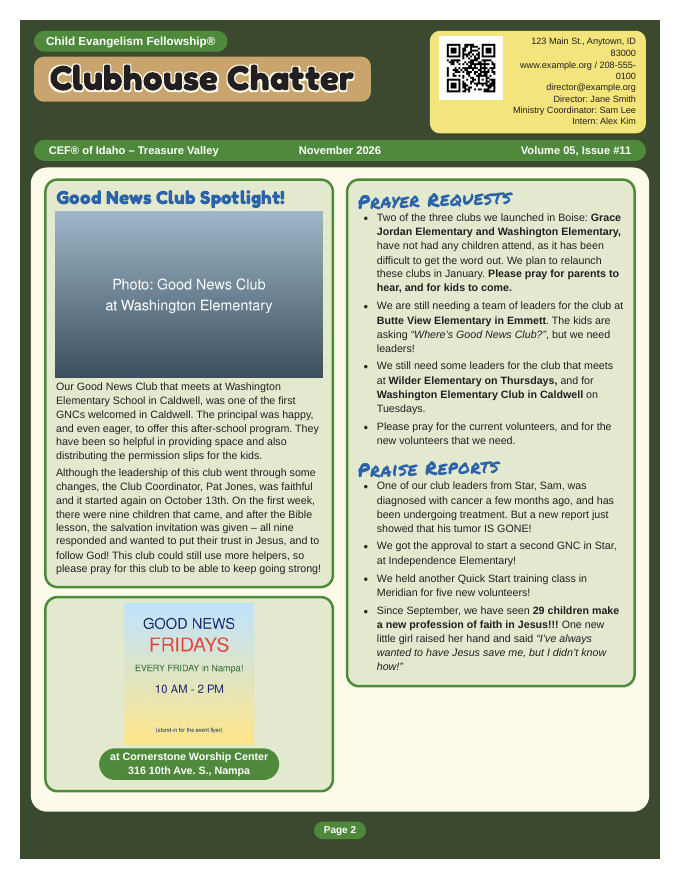 Child Evangelism Fellowship®
Clubhouse Chatter
123 Main St., Anytown, ID
83000
www.example.org / 208-555-
0100
director@example.org
Director: Jane Smith
Ministry Coordinator: Sam Lee
Intern: Alex Kim
CEF® of Idaho – Treasure Valley November 2026 Volume 05, Issue #11
Good News Club Spotlight!
Photo: Good News Club
at Washington Elementary
Our Good News Club that meets at Washington
Elementary School in Caldwell, was one of the first
GNCs welcomed in Caldwell. The principal was happy,
and even eager, to offer this after-school program. They
have been so helpful in providing space and also
distributing the permission slips for the kids.
Although the leadership of this club went through some
changes, the Club Coordinator, Pat Jones, was faithful
and it started again on October 13th. On the first week,
there were nine children that came, and after the Bible
lesson, the salvation invitation was given – all nine
responded and wanted to put their trust in Jesus, and to
follow God! This club could still use more helpers, so
please pray for this club to be able to keep going strong!
GOOD NEWS
FRIDAYS
EVERY FRIDAY in Nampa!
10 AM - 2 PM
(stand-in for the event flyer)
at Cornerstone Worship Center
316 10th Ave. S., Nampa
Prayer Requests
• Two of the three clubs we launched in Boise: Grace
Jordan Elementary and Washington Elementary,
have not had any children attend, as it has been
difficult to get the word out. We plan to relaunch
these clubs in January. Please pray for parents to
hear, and for kids to come.
• We are still needing a team of leaders for the club at
Butte View Elementary in Emmett. The kids are
asking “Where’s Good News Club?”, but we need
leaders!
• We still need some leaders for the club that meets
at Wilder Elementary on Thursdays, and for
Washington Elementary Club in Caldwell on
Tuesdays.
• Please pray for the current volunteers, and for the
new volunteers that we need.
Praise Reports
• One of our club leaders from Star, Sam, was
diagnosed with cancer a few months ago, and has
been undergoing treatment. But a new report just
showed that his tumor IS GONE!
• We got the approval to start a second GNC in Star,
at Independence Elementary!
• We held another Quick Start training class in
Meridian for five new volunteers!
• Since September, we have seen 29 children make
a new profession of faith in Jesus!!! One new
little girl raised her hand and said “I’ve always
wanted to have Jesus save me, but I didn’t know
how!”
Page 2